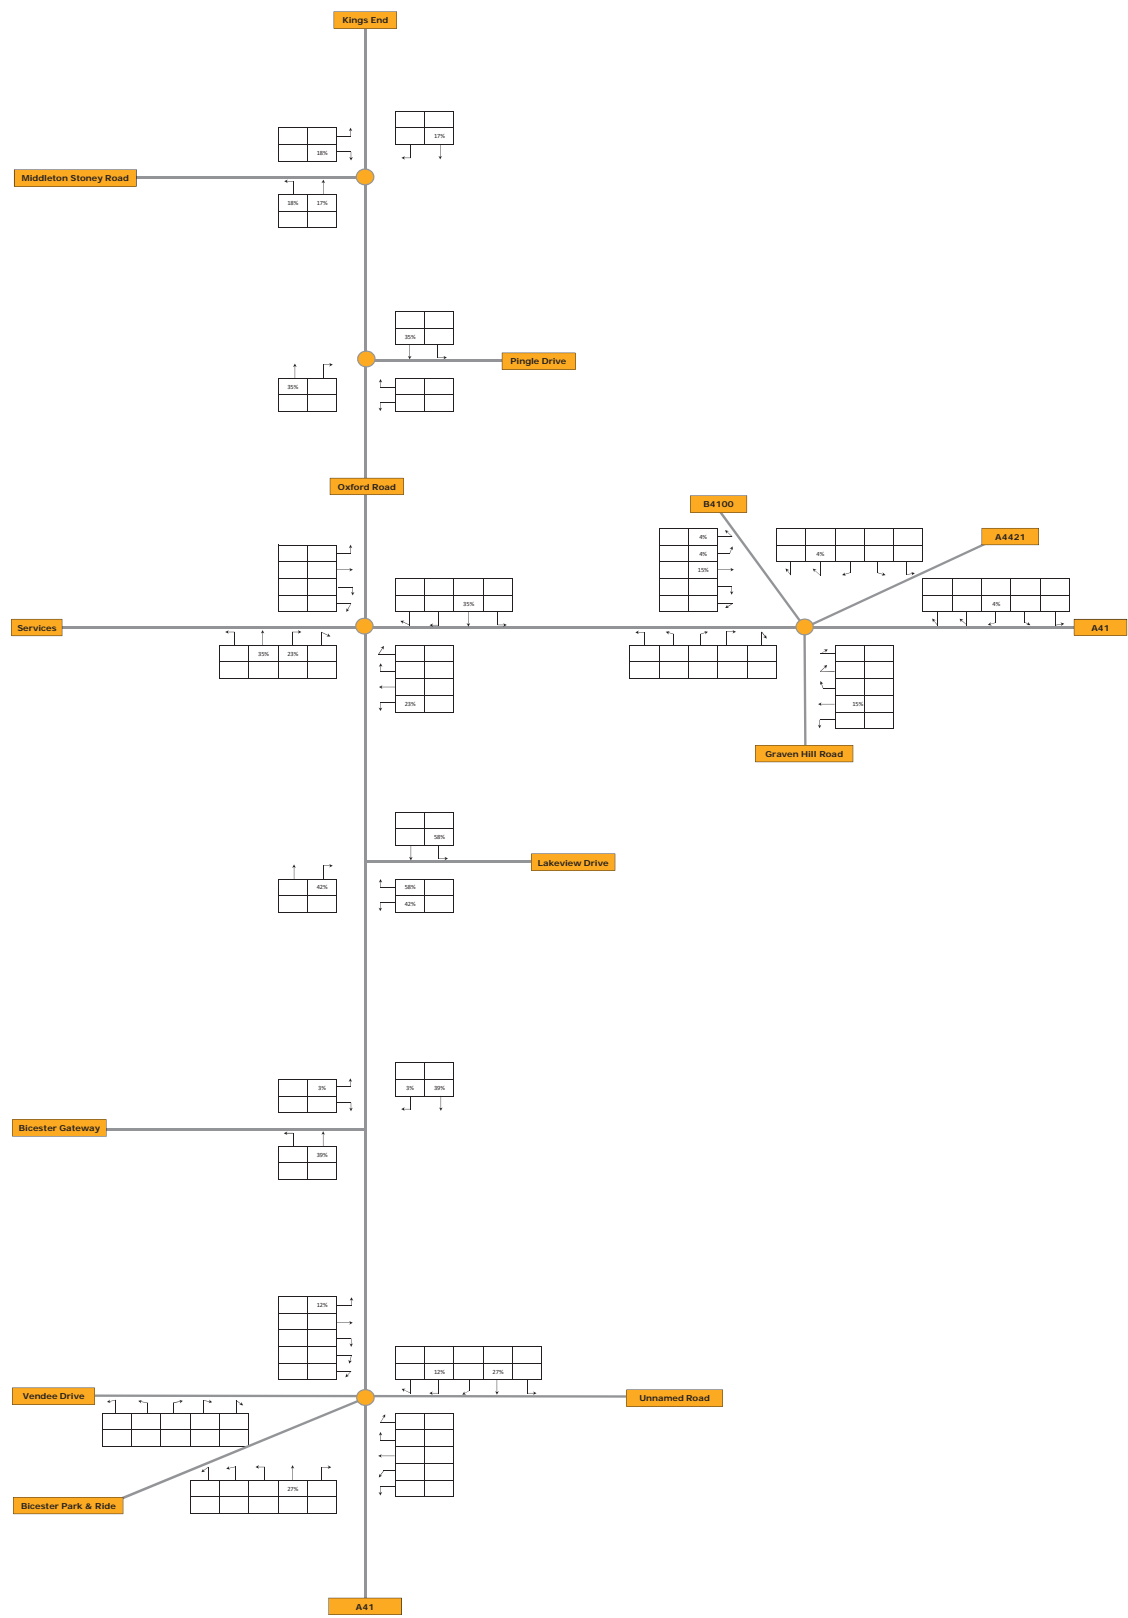 Kings End
17%
18%
Middleton Stoney Road
18% 17%
35%
Pingle Drive
35%
Oxford Road
B4100
4%
A4421
4% 4%
15%
35% 4%
Services
A41
35% 23%
23%
15%
Graven Hill Road
58%
Lakeview Drive
42% 58%
42%
3% 3% 39%
Bicester Gateway
39%
12%
12% 27%
Vendee Drive
Unnamed Road
27%
Bicester Park & Ride
A41